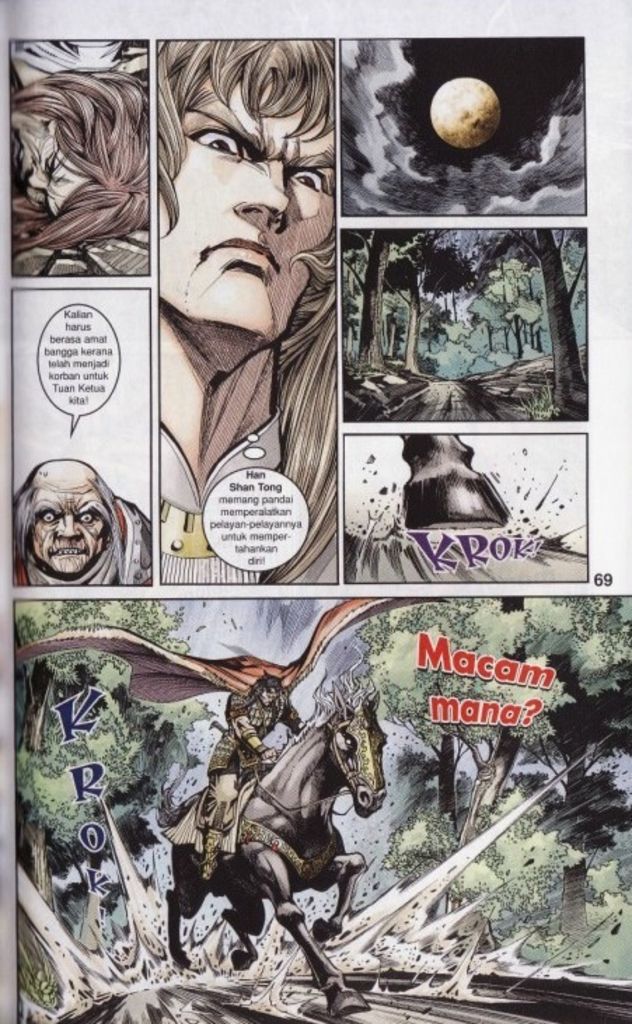 Kalian
harus
berasa amat
bangga kerana
telah menjadi
korban untuk
Tuan Ketua
kita!
Han
Shan Tong
memang pandai
memperalatkan
pelayan-pelayannya
untuk memper-
tahankan
diri!
KROK!
69
Macam
mana?
KROK!